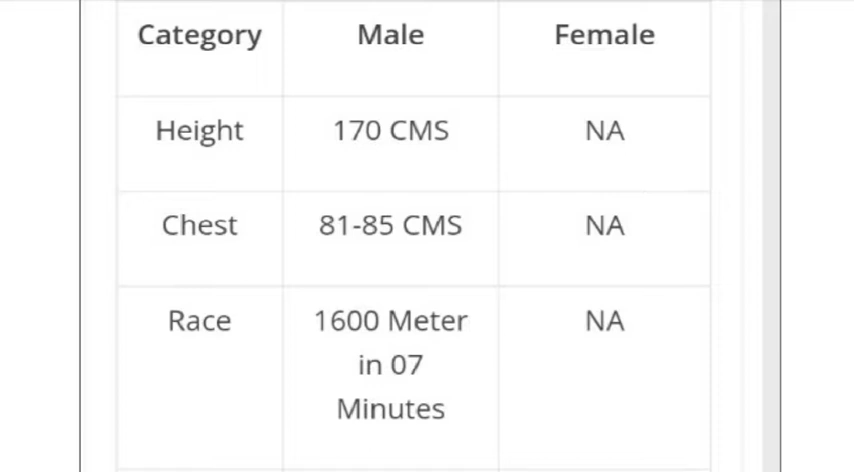 Category Male Female
Height 170 CMS NA
Chest 81-85 CMS NA
Race 1600 Meter NA
in 07
Minutes